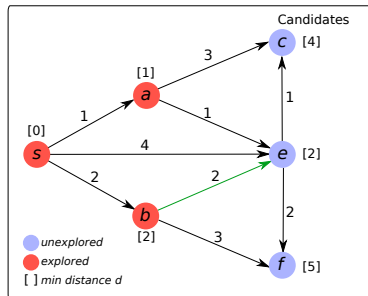 Candidates
c [4]
3
[1]
a
1
1
1
[0]
s
4
e [2]
2
2
2
b
[2]
3
f [5]
unexplored
explored
[ ] min distance d